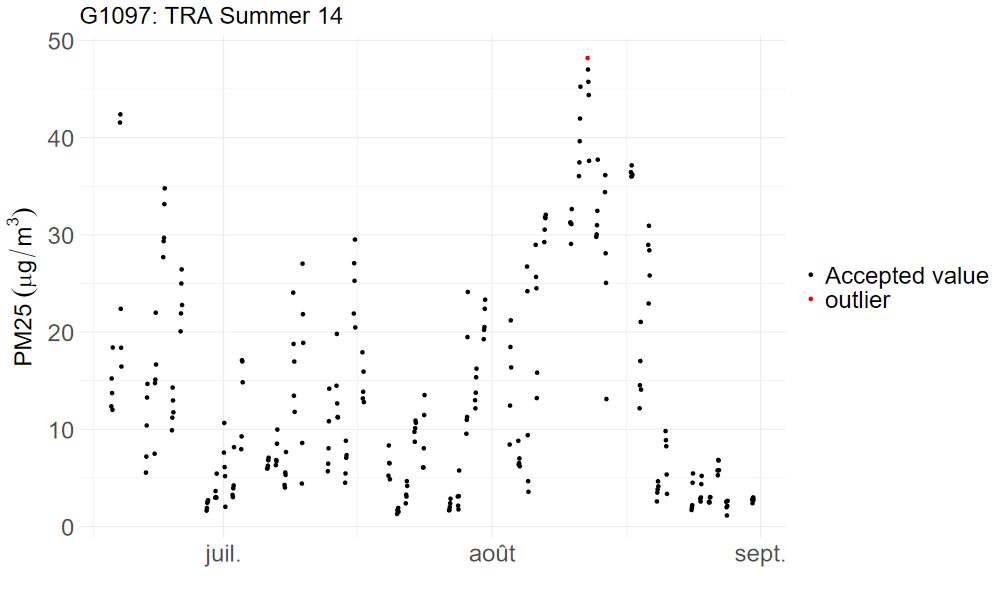 G1097: TRA Summer 14
50
40
30
20
10
0
PM25 (μg/m³)
juil.
août
sept.
Accepted value
outlier